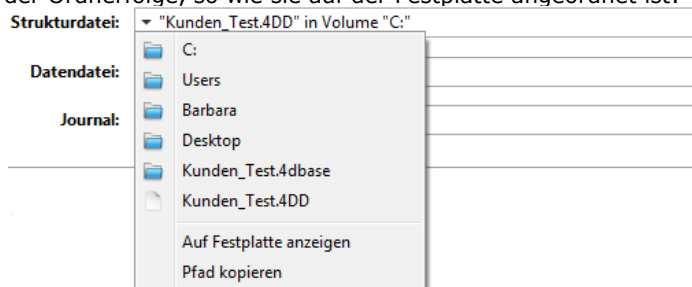 der Ordnerfolge, so wie sie auf der Festplatte angeordnet ist:
Strukturdatei: "Kunden_Test.4DD" in Volume "C:"
C:
Datendatei: Users
Journal: Barbara
Desktop
Kunden_Test.4dbase
Kunden_Test.4DD
Auf Festplatte anzeigen
Pfad kopieren